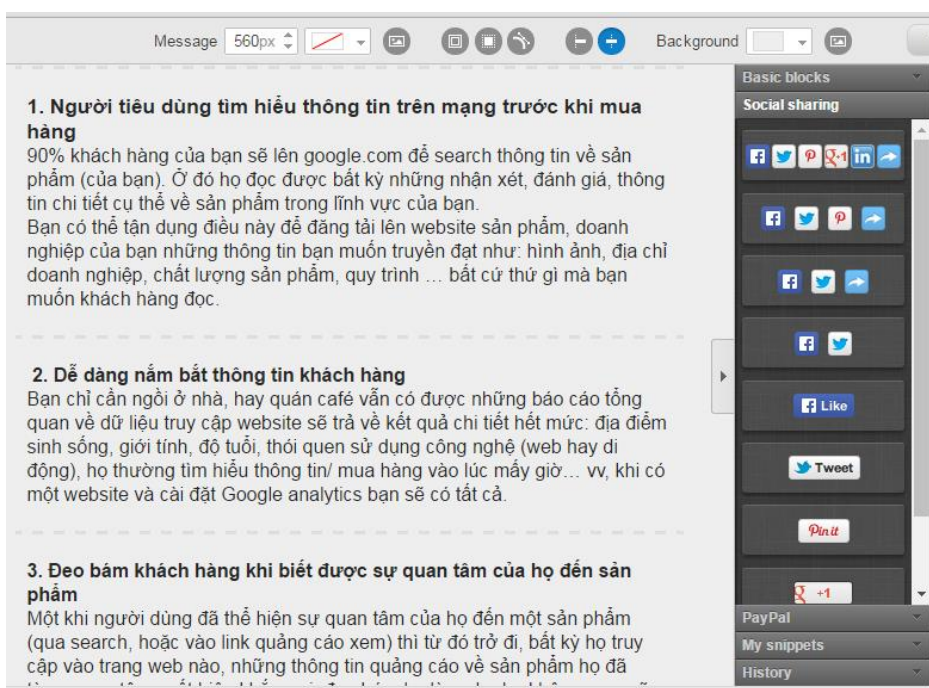 Message 560px Background
1. Người tiêu dùng tìm hiểu thông tin trên mạng trước khi mua
hàng
90% khách hàng của bạn sẽ lên google.com để search thông tin về sản
phẩm (của bạn). Ở đó họ đọc được bất kỳ những nhận xét, đánh giá, thông
tin chi tiết cụ thể về sản phẩm trong lĩnh vực của bạn.
Bạn có thể tận dụng điều này để đăng tải lên website sản phẩm, doanh
nghiệp của bạn những thông tin bạn muốn truyền đạt như: hình ảnh, địa chỉ
doanh nghiệp, chất lượng sản phẩm, quy trình … bất cứ thứ gì mà bạn
muốn khách hàng đọc.
2. Dễ dàng nắm bắt thông tin khách hàng
Bạn chỉ cần ngồi ở nhà, hay quán café vẫn có được những báo cáo tổng
quan về dữ liệu truy cập website sẽ trả về kết quả chi tiết hết mức: địa điểm
sinh sống, giới tính, độ tuổi, thói quen sử dụng công nghệ (web hay di
động), họ thường tìm hiểu thông tin/ mua hàng vào lúc mấy giờ… vv, khi có
một website và cài đặt Google analytics bạn sẽ có tất cả.
3. Đeo bám khách hàng khi biết được sự quan tâm của họ đến sản
phẩm
Một khi người dùng đã thể hiện sự quan tâm của họ đến một sản phẩm
(qua search, hoặc vào link quảng cáo xem) thì từ đó trở đi, bất kỳ họ truy
cập vào trang web nào, những thông tin quảng cáo về sản phẩm họ đã
Basic blocks
Social sharing
g+1 in
Like
Tweet
Pin it
g +1
PayPal
My snippets
History